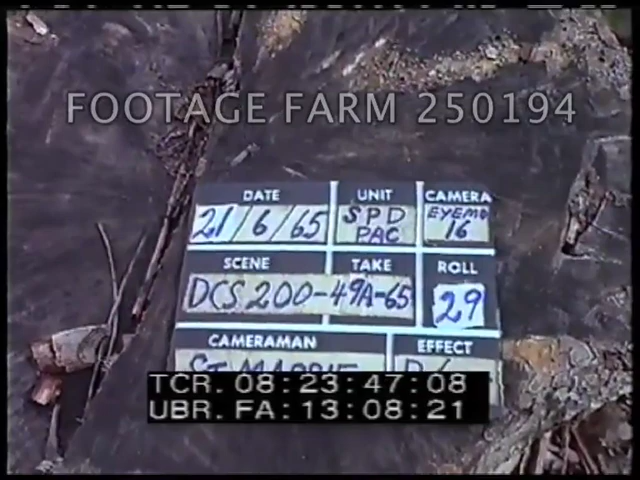 FOOTAGE FARM 250194
DATE UNIT CAMERA
21/6/65 SPD PAC EYEMO 16
SCENE TAKE ROLL
DCS 200-49A-65 29
CAMERAMAN EFFECT
TCR. 08:23:47:08
UBR. FA: 13:08:21